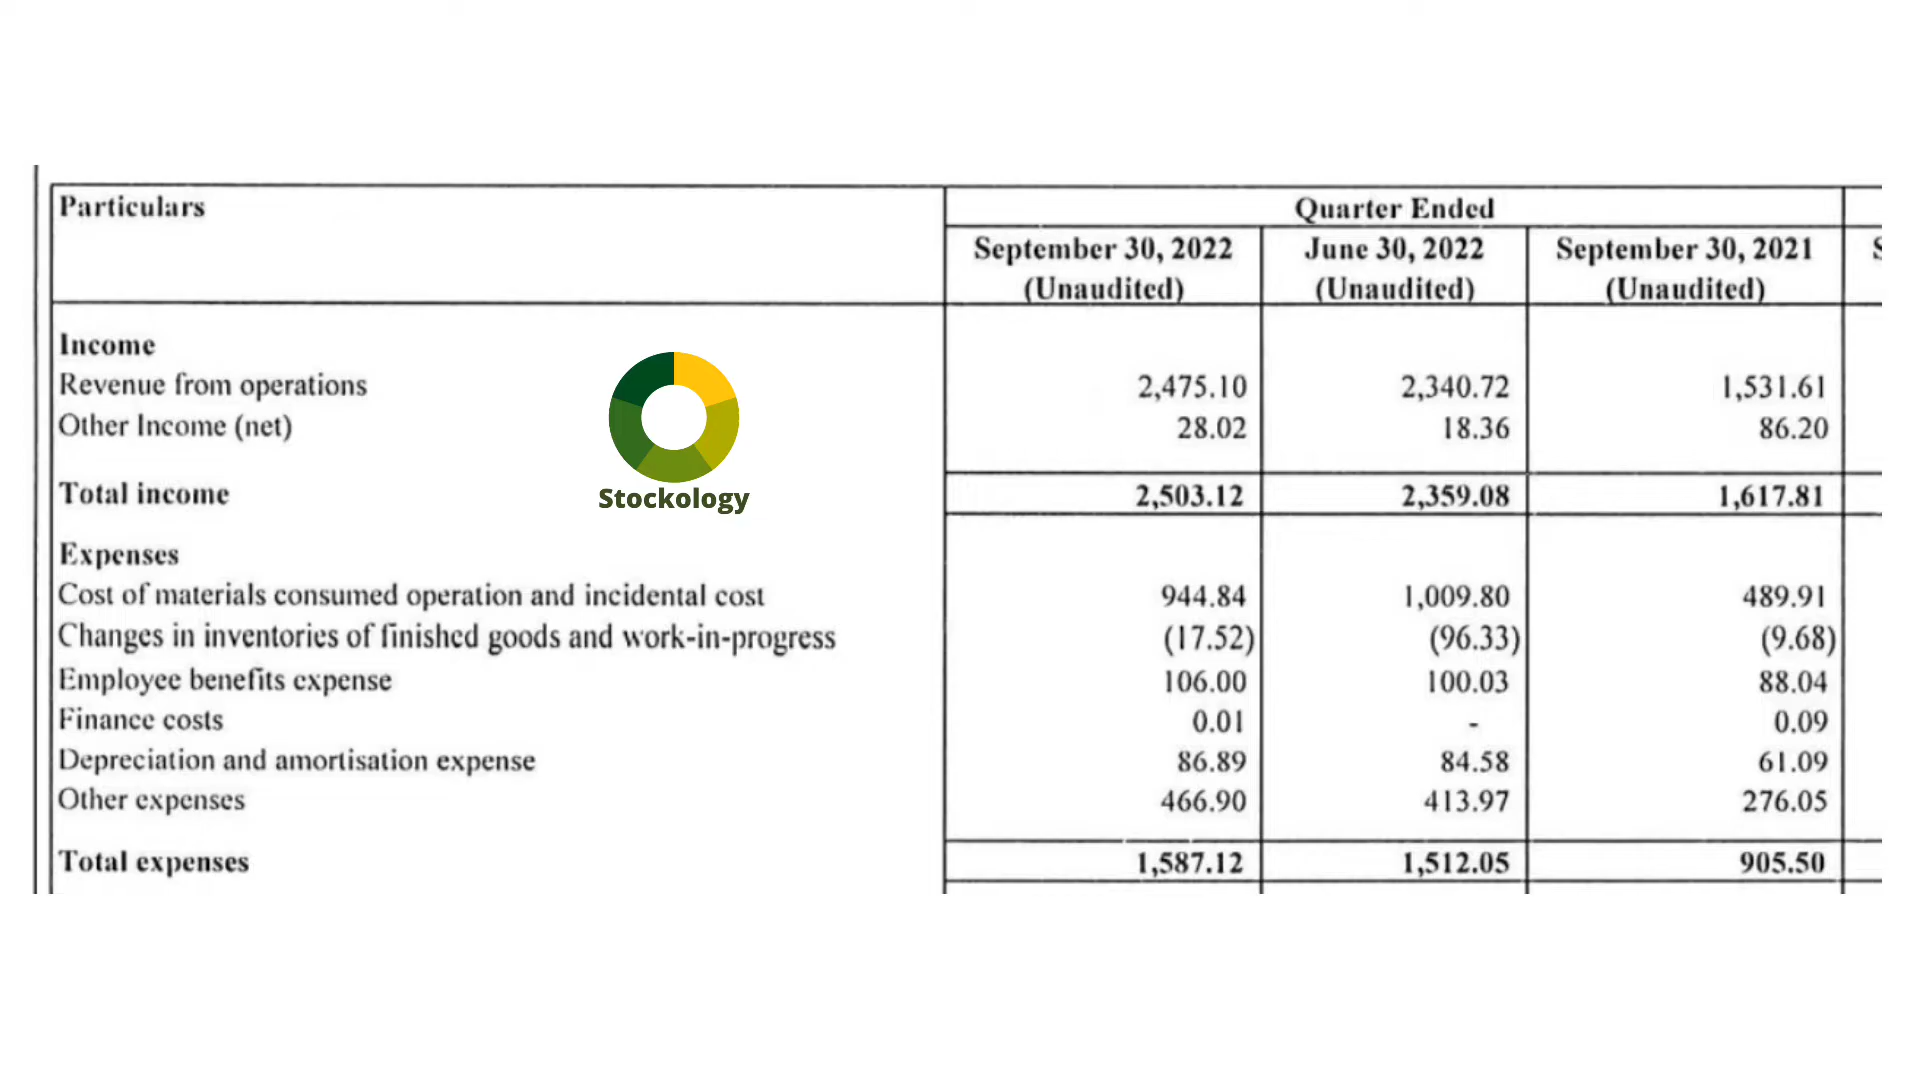 Particulars
Quarter Ended
September 30, 2022 June 30, 2022 September 30, 2021
(Unaudited) (Unaudited) (Unaudited)
Income
Revenue from operations 2,475.10 2,340.72 1,531.61
Other Income (net) 28.02 18.36 86.20
Total income 2,503.12 2,359.08 1,617.81
Stockology
Expenses
Cost of materials consumed operation and incidental cost 944.84 1,009.80 489.91
Changes in inventories of finished goods and work-in-progress (17.52) (96.33) (9.68)
Employee benefits expense 106.00 100.03 88.04
Finance costs 0.01 - 0.09
Depreciation and amortisation expense 86.89 84.58 61.09
Other expenses 466.90 413.97 276.05
Total expenses 1,587.12 1,512.05 905.50